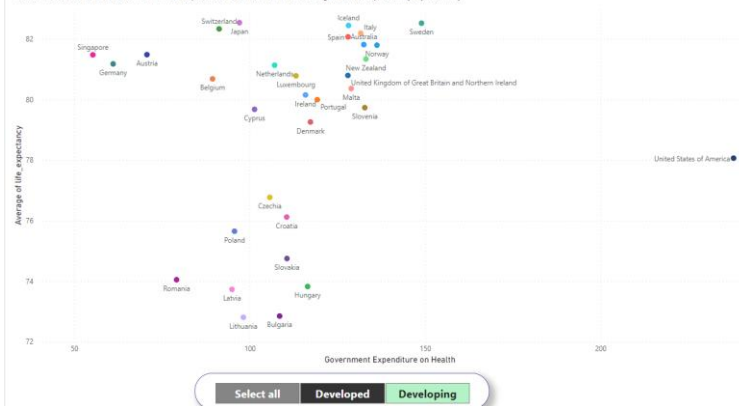 Iceland
Switzerland
Italy
Japan
Spain
Australia
Sweden
82
Norway
Singapore
Germany
Austria
New Zealand
Netherlands
Luxembourg
United Kingdom of Great Britain and Northern Ireland
Belgium
Malta
80
Ireland
Portugal
Cyprus
Slovenia
Denmark
Average of life_expectancy
78
United States of America
Czechia
76
Croatia
Poland
Slovakia
74
Romania
Latvia
Hungary
Lithuania
Bulgaria
72
50
100
150
200
Government Expenditure on Health
Select all
Developed
Developing